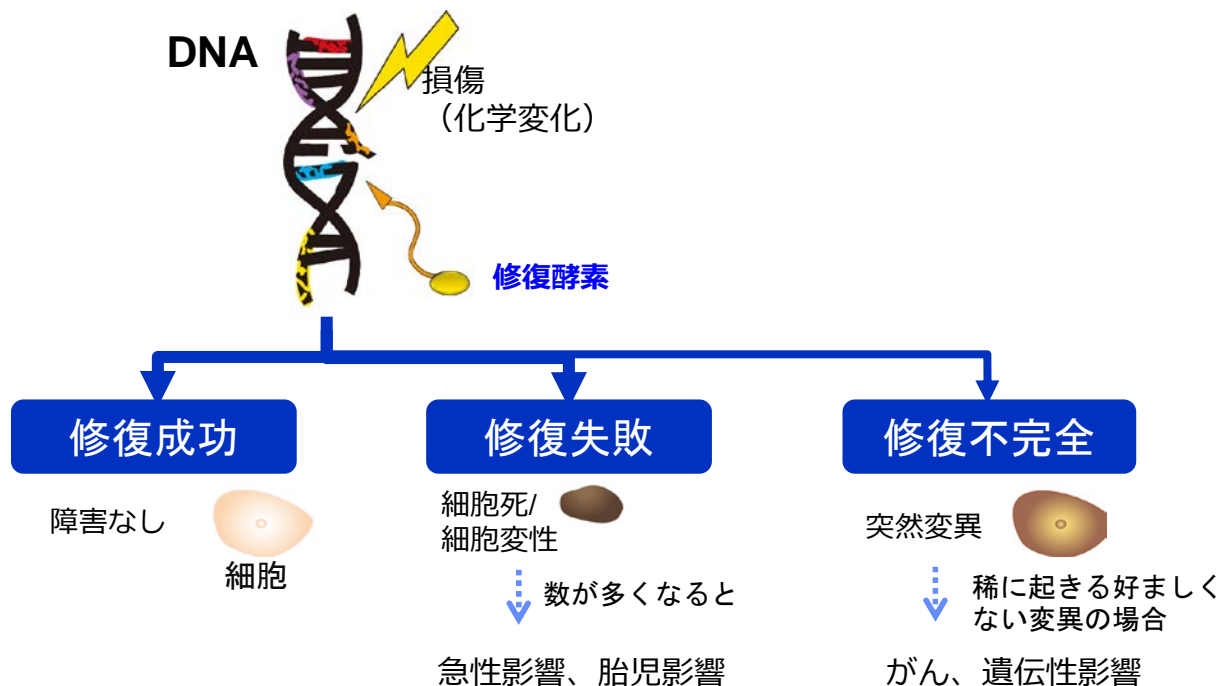 DNA
損傷
（化学変化）
修復酵素
修復成功
修復失敗
修復不完全
障害なし
細胞
細胞死/
細胞変性
数が多くなると
急性影響、胎児影響
突然変異
稀に起きる好ましく
ない変異の場合
がん、遺伝性影響